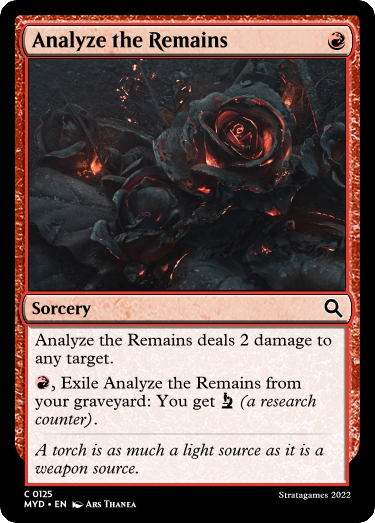 Analyze the Remains
Sorcery
Analyze the Remains deals 2 damage to
any target.
, Exile Analyze the Remains from
your graveyard: You get (a research
counter).
A torch is as much a light source as it is a
weapon source.
C 0125
MYD • EN Ars Thanea
Stratagames 2022